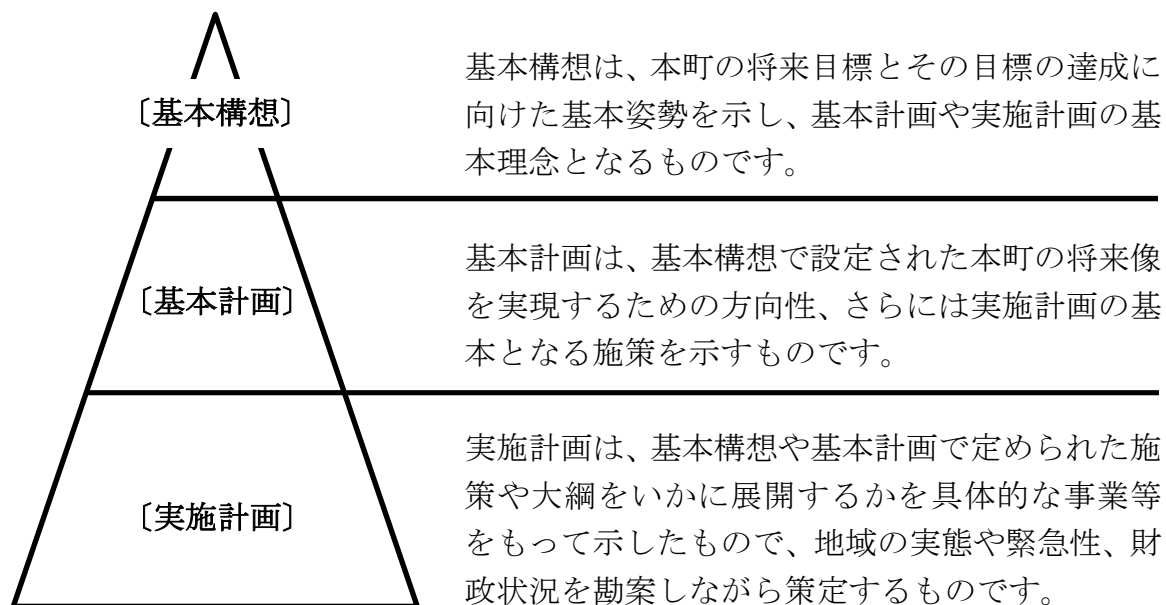 〔基本構想〕
基本構想は、本町の将来目標とその目標の達成に
向けた基本姿勢を示し、基本計画や実施計画の基
本理念となるものです。
〔基本計画〕
基本計画は、基本構想で設定された本町の将来像
を実現するための方向性、さらには実施計画の基
本となる施策を示すものです。
〔実施計画〕
実施計画は、基本構想や基本計画で定められた施
策や大綱をいかに展開するかを具体的な事業等
をもって示したもので、地域の実態や緊急性、財
政状況を勘案しながら策定するものです。